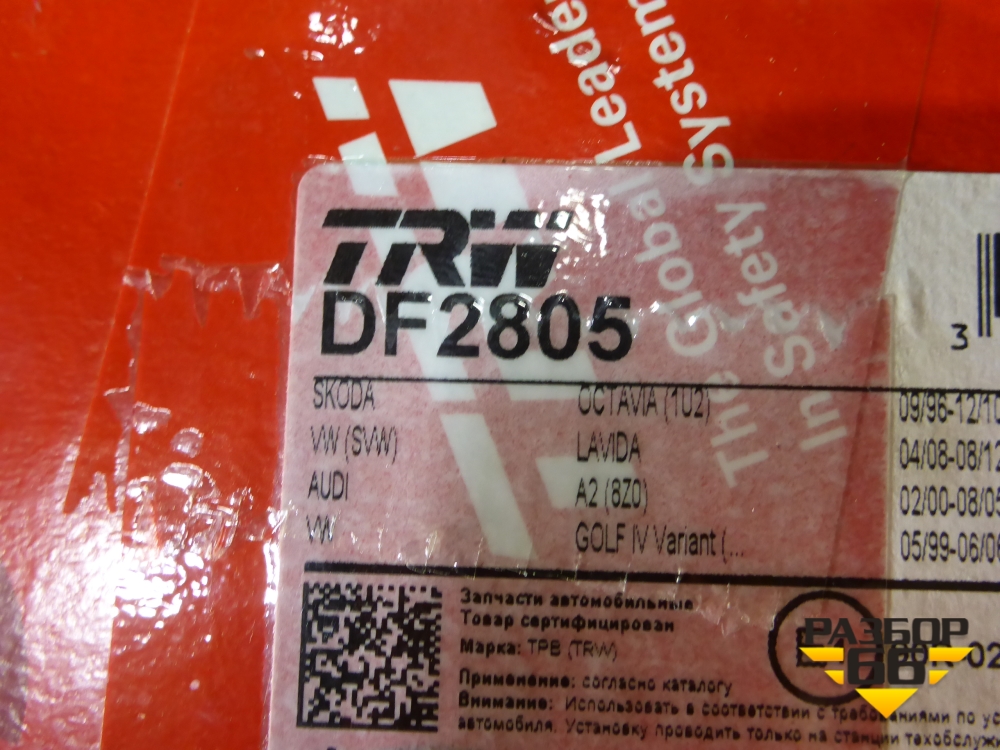 The Global Leader
In Safety Systems
TRW
DF2805
3
SKODA OCTAVIA (1U2) 09/96-12/10
VW (SVW) LAVIDA 04/08-08/12
AUDI A2 (8Z0) 02/00-08/05
VW GOLF IV Variant (... 05/99-06/06
Запчасти автомобильные
Товар сертифицирован
Марка: ТРВ (TRW)
Применение: согласно каталогу
Внимание: Использовать в соответствии с требованиями по
автомобиля. Установку проводить только на станции
РАЗБОР
66
02